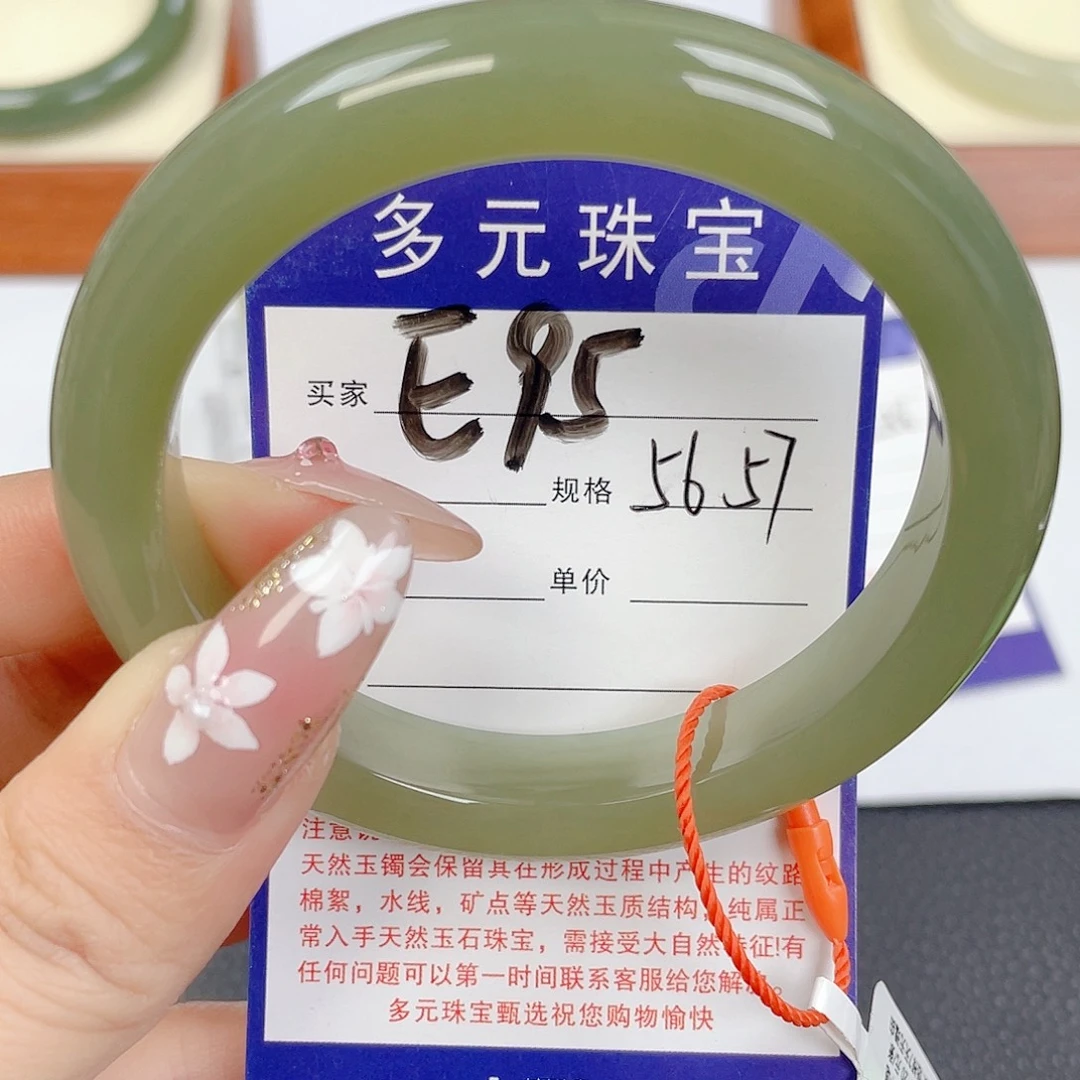 多元珠宝
买家 E95
规格 56.57
单价
注意
天然玉镯会保留其在形成过程中产生的纹路
棉絮，水线，矿点等天然玉质结构，纯属正
常入手天然玉石珠宝，需接受大自然特征!有
任何问题可以第一时间联系客服给您解决。
多元珠宝甄选祝您购物愉快